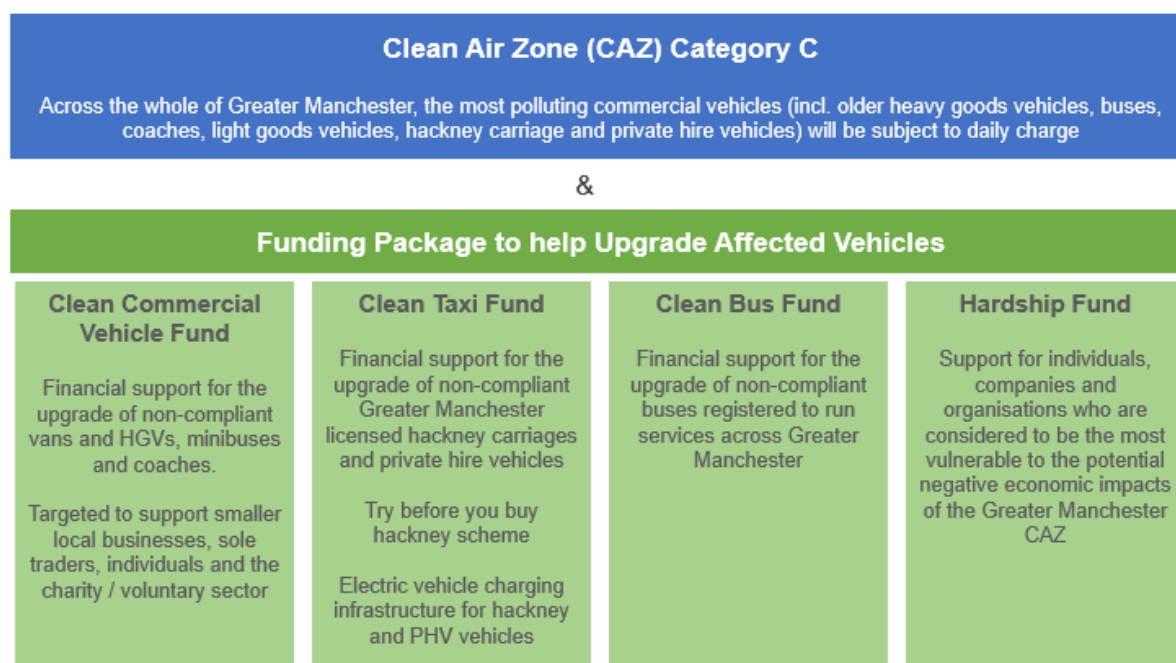 Clean Air Zone (CAZ) Category C
Across the whole of Greater Manchester, the most polluting commercial vehicles (incl. older heavy goods vehicles, buses,
coaches, light goods vehicles, hackney carriage and private hire vehicles) will be subject to daily charge
&
Funding Package to help Upgrade Affected Vehicles
Clean Commercial
Vehicle Fund
Financial support for the
upgrade of non-compliant
vans and HGVs, minibuses
and coaches.
Targeted to support smaller
local businesses, sole
traders, individuals and the
charity / voluntary sector
Clean Taxi Fund
Financial support for the
upgrade of non-compliant
Greater Manchester
licensed hackney carriages
and private hire vehicles
Try before you buy
hackney scheme
Electric vehicle charging
infrastructure for hackney
and PHV vehicles
Clean Bus Fund
Financial support for the
upgrade of non-compliant
buses registered to run
services across Greater
Manchester
Hardship Fund
Support for individuals,
companies and
organisations who are
considered to be the most
vulnerable to the potential
negative economic impacts
of the Greater Manchester
CAZ